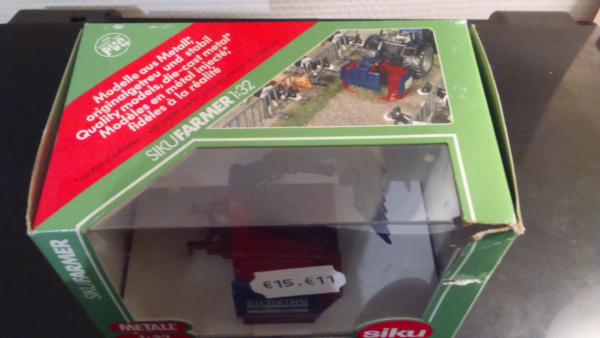 PVC
Modelle aus Metall,
originalgetreu und stabil
Quality models, die-cast metal
Modèles en métal injecté,
fidèles à la réalité
SIKUFARMER 1:32
SIKUFARMER
€15.-€11
METALL
1:32
siku